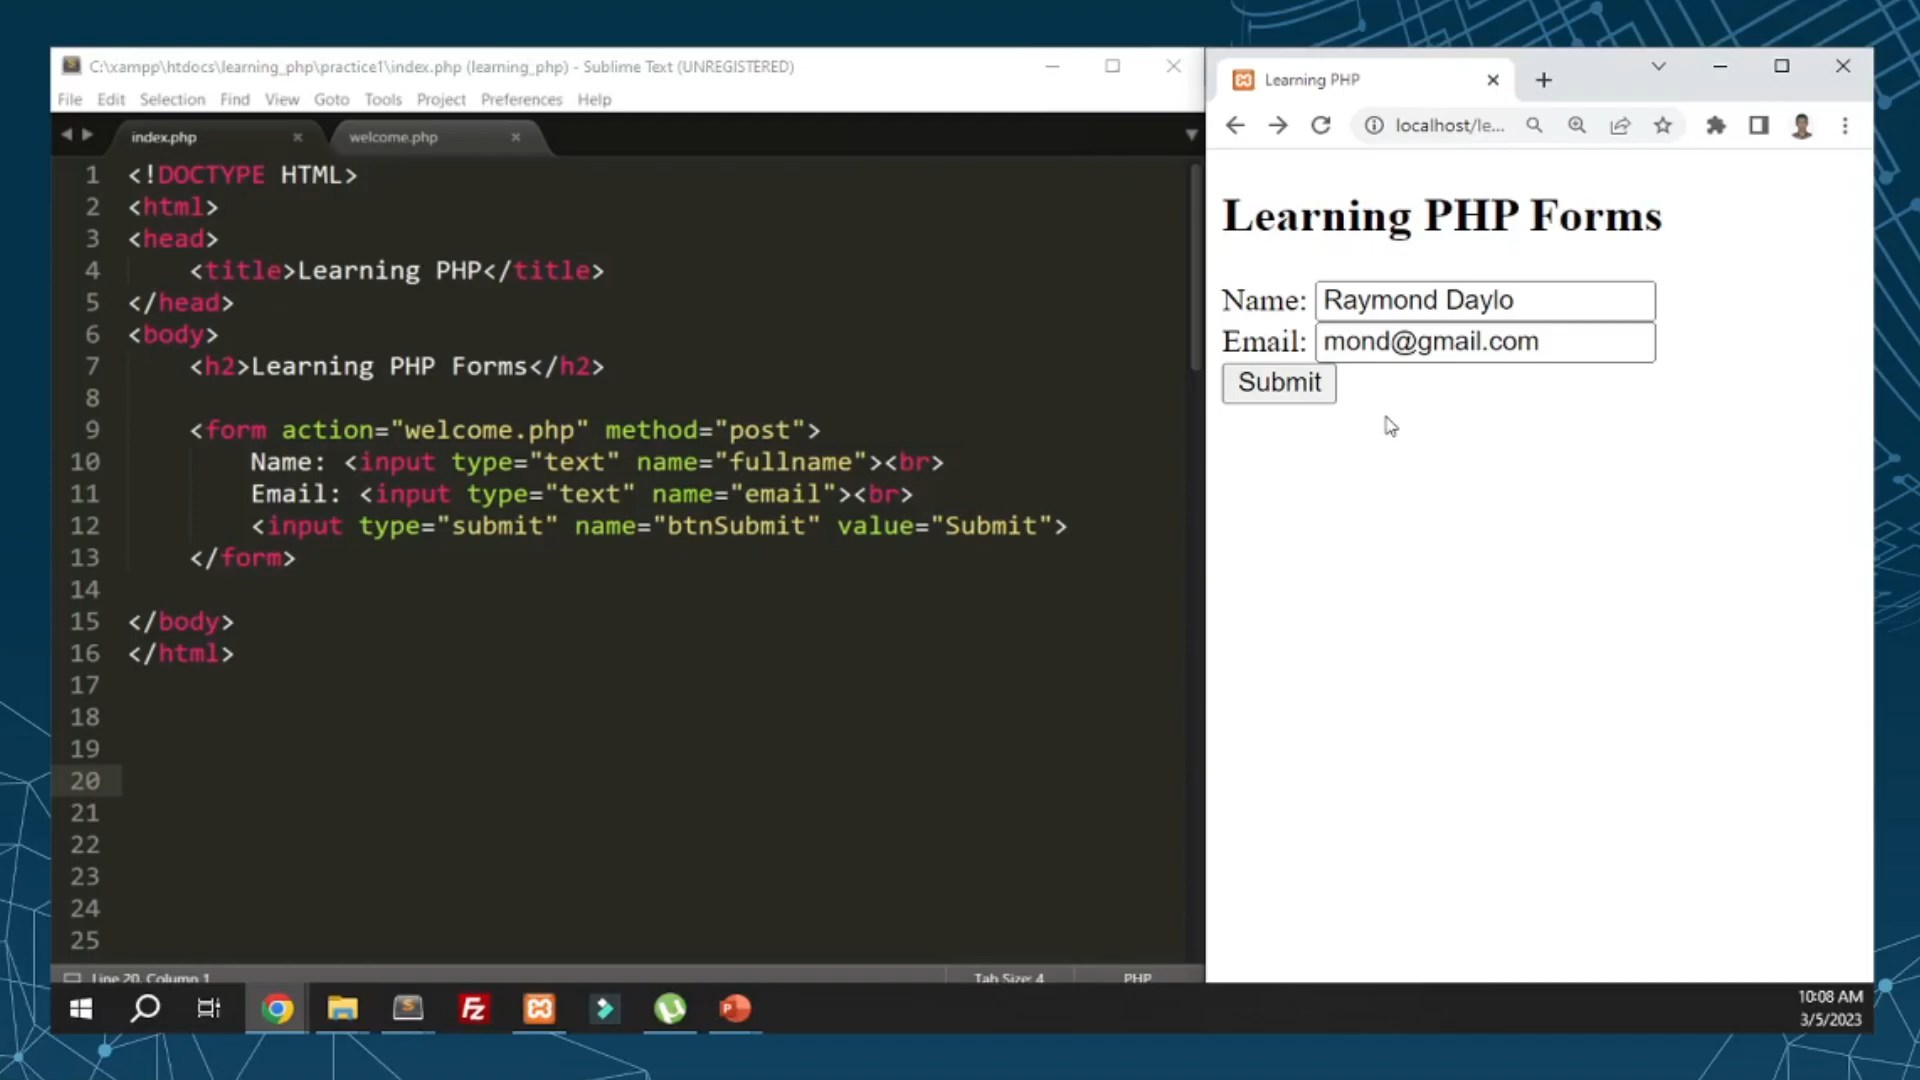 C:\xampp\htdocs\learning_php\practice1\index.php (learning_php) - Sublime Text (UNREGISTERED)
File Edit Selection Find View Goto Tools Project Preferences Help
index.php welcome.php
1 <!DOCTYPE HTML>
2 <html>
3 <head>
4 <title>Learning PHP</title>
5 </head>
6 <body>
7 <h2>Learning PHP Forms</h2>
8
9 <form action="welcome.php" method="post">
10 Name: <input type="text" name="fullname"><br>
11 Email: <input type="text" name="email"><br>
12 <input type="submit" name="btnSubmit" value="Submit">
13 </form>
14
15 </body>
16 </html>
17
18
19
20
21
22
23
24
25
Line 20, Column 1 Tab Size: 4 PHP
Learning PHP
localhost/le...
Learning PHP Forms
Name: Raymond Daylo
Email: mond@gmail.com
Submit
10:08 AM
3/5/2023